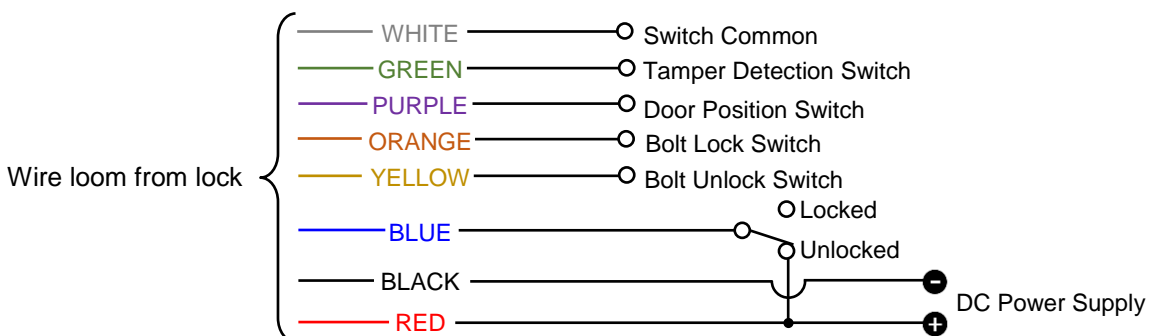 WHITE Switch Common
GREEN Tamper Detection Switch
PURPLE Door Position Switch
ORANGE Bolt Lock Switch
Wire loom from lock
YELLOW Bolt Unlock Switch
Locked
BLUE
Unlocked
BLACK -
DC Power Supply
RED +